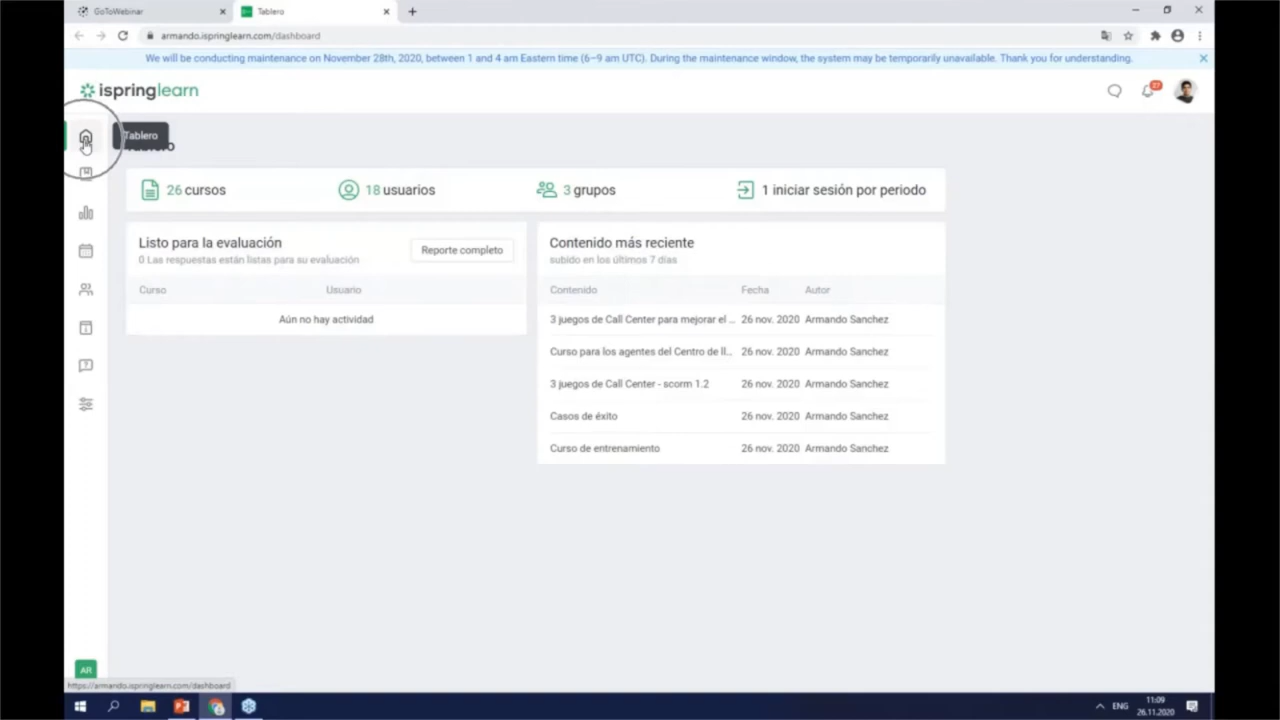 GoToWebinar
Tablero
armando.ispringlearn.com/dashboard
We will be conducting maintenance on November 28th, 2020, between 1 and 4 am Eastern time (6–9 am UTC). During the maintenance window, the system may be temporarily unavailable. Thank you for understanding.
ispringlearn
27
Tablero
Tablero
26 cursos
18 usuarios
3 grupos
1 iniciar sesión por periodo
Listo para la evaluación
0 Las respuestas están listas para su evaluación
Reporte completo
Curso Usuario
Aún no hay actividad
Contenido más reciente
subido en los últimos 7 días
Contenido Fecha Autor
3 juegos de Call Center para mejorar el ... 26 nov. 2020 Armando Sanchez
Curso para los agentes del Centro de ll... 26 nov. 2020 Armando Sanchez
3 juegos de Call Center - scorm 1.2 26 nov. 2020 Armando Sanchez
Casos de éxito 26 nov. 2020 Armando Sanchez
Curso de entrenamiento 26 nov. 2020 Armando Sanchez
AR
https://armando.ispringlearn.com/dashboard
ENG
11:09
26.11.2020